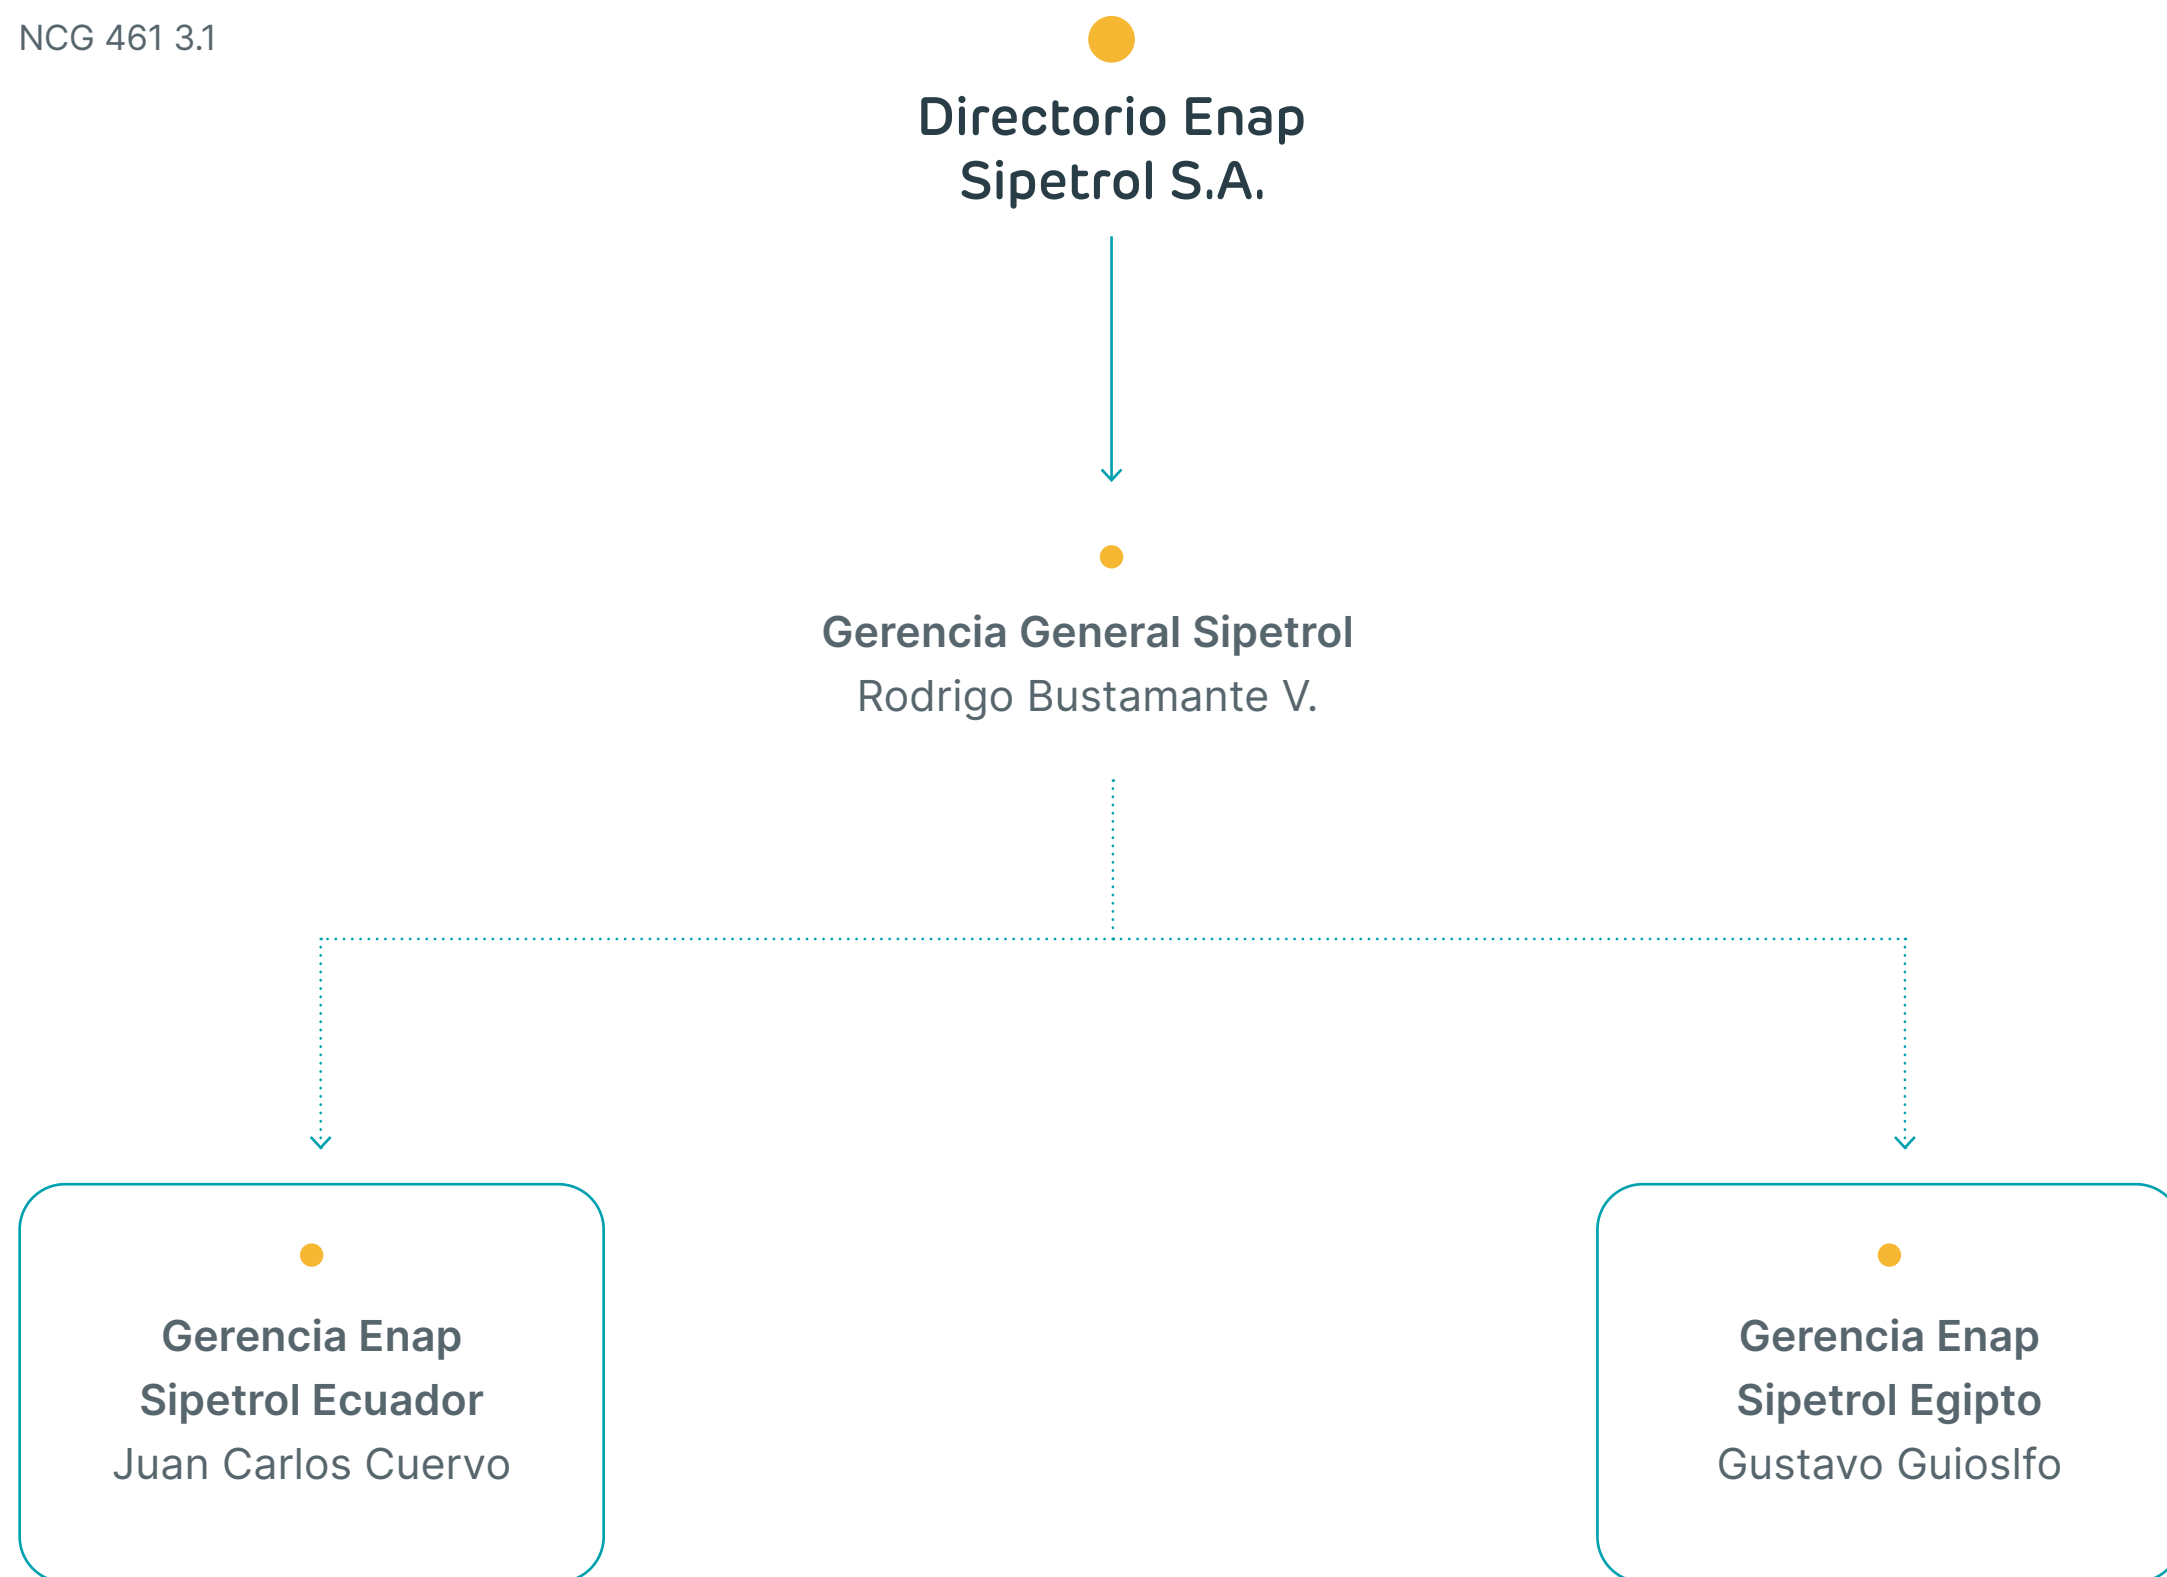 NCG 461 3.1
Directorio Enap
Sipetrol S.A.
Gerencia General Sipetrol
Rodrigo Bustamante V.
Gerencia Enap
Sipetrol Ecuador
Juan Carlos Cuervo
Gerencia Enap
Sipetrol Egipto
Gustavo Guioslfo